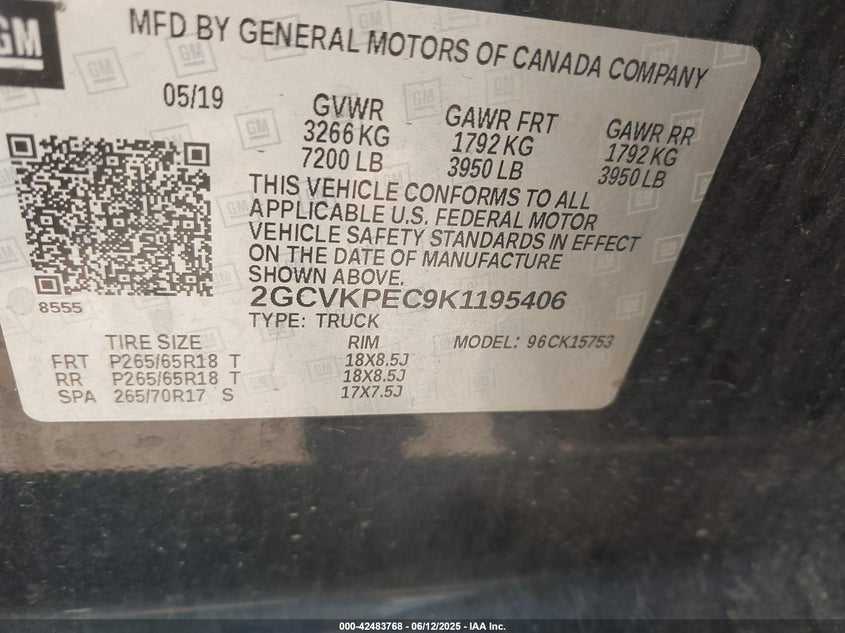 GM
MFD BY GENERAL MOTORS OF CANADA COMPANY
05/19
GVWR GAWR FRT GAWR RR
3266 KG 1792 KG 1792 KG
7200 LB 3950 LB 3950 LB
THIS VEHICLE CONFORMS TO ALL
APPLICABLE U.S. FEDERAL MOTOR
VEHICLE SAFETY STANDARDS IN EFFECT
ON THE DATE OF MANUFACTURE
SHOWN ABOVE.
8555
2GCVKPEC9K1195406
TYPE: TRUCK
TIRE SIZE RIM MODEL: 96CK15753
FRT P265/65R18 T 18X8.5J
RR P265/65R18 T 18X8.5J
SPA 265/70R17 S 17X7.5J
000-42483768 - 06/12/2025 - IAA Inc.